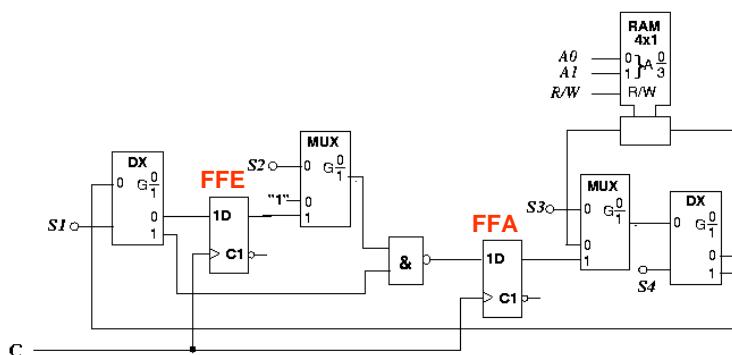 RAM
4x1
A0 0 } A 0/3
A1 1
R/W R/W
MUX
S2 0 G 0/1
"1" 0
1
DX
0 G 0/1
S1 0
1
FFE
1D
C1
&
FFA
1D
C1
MUX
S3 0 G 0/1
0
1
DX
0 G 0/1
0
S4 1
C